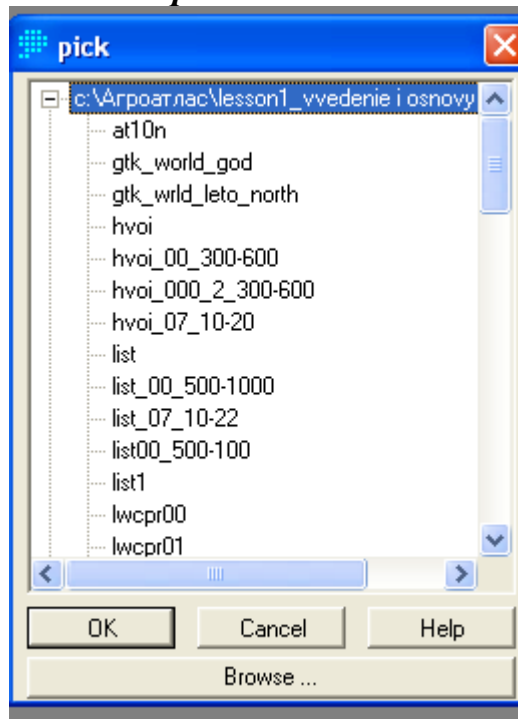 pick
c:\Агроатлас\lesson1_vvedenie i osnovy
at10n
gtk_world_god
gtk_wrld_leto_north
hvoi
hvoi_00_300-600
hvoi_000_2_300-600
hvoi_07_10-20
list
list_00_500-1000
list_07_10-22
list00_500-100
list1
lwcpr00
lwcpr01
OK Cancel Help
Browse ...